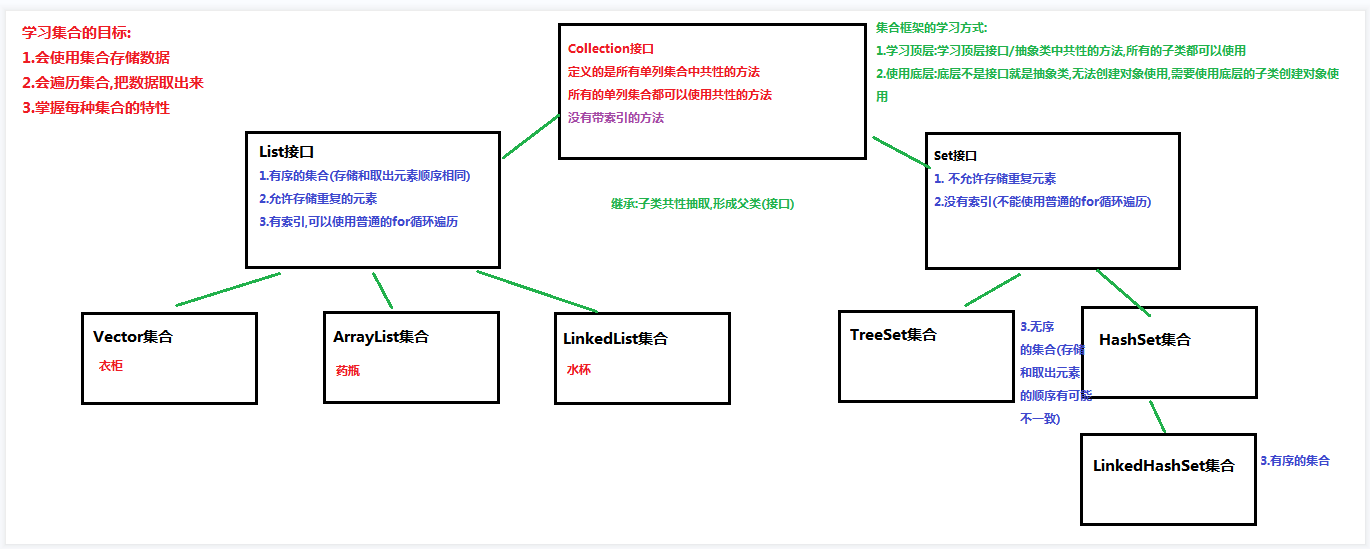 学习集合的目标:
1.会使用集合存储数据
2.会遍历集合,把数据取出来
3.掌握每种集合的特性
Collection接口
定义的是所有单列集合中共性的方法
所有的单列集合都可以使用共性的方法
没有带索引的方法
集合框架的学习方式:
1.学习顶层:学习顶层接口/抽象类中共性的方法,所有的子类都可以使用
2.使用底层:底层不是接口就是抽象类,无法创建对象使用,需要使用底层的子类创建对象使
用
List接口
1.有序的集合(存储和取出元素顺序相同)
2.允许存储重复的元素
3.有索引,可以使用普通的for循环遍历
继承:子类共性抽取,形成父类(接口)
Set接口
1. 不允许存储重复元素
2.没有索引(不能使用普通的for循环遍历)
Vector集合
衣柜
ArrayList集合
药瓶
LinkedList集合
水杯
TreeSet集合
3.无序
的集合(存储
和取出元素
的顺序有可能
不一致)
HashSet集合
LinkedHashSet集合
3.有序的集合